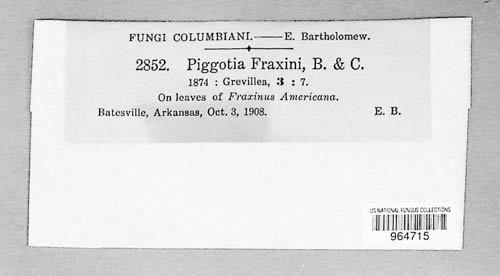 FUNGI COLUMBIANI.——E. Bartholomew.
2852. Piggotia Fraxini, B. & C.
1874 : Grevillea, 3 : 7.
On leaves of Fraxinus Americana.
Batesville, Arkansas, Oct. 3, 1908. E. B.
US NATIONAL FUNGUS COLLECTIONS
964715